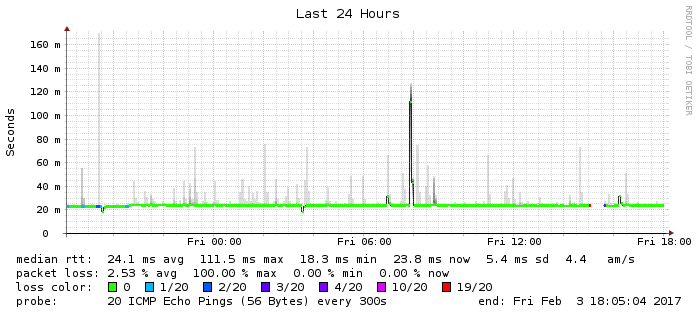 Last 24 Hours
RRDTOOL / TOBI OETIKER
Seconds
160 m
140 m
120 m
100 m
80 m
60 m
40 m
20 m
0
Fri 00:00 Fri 06:00 Fri 12:00 Fri 18:00
median rtt: 24.1 ms avg 111.5 ms max 18.3 ms min 23.8 ms now 5.4 ms sd 4.4 am/s
packet loss: 2.53 % avg 100.00 % max 0.00 % min 0.00 % now
loss color: 0 1/20 2/20 3/20 4/20 10/20 19/20
probe: 20 ICMP Echo Pings (56 Bytes) every 300s end: Fri Feb 3 18:05:04 2017